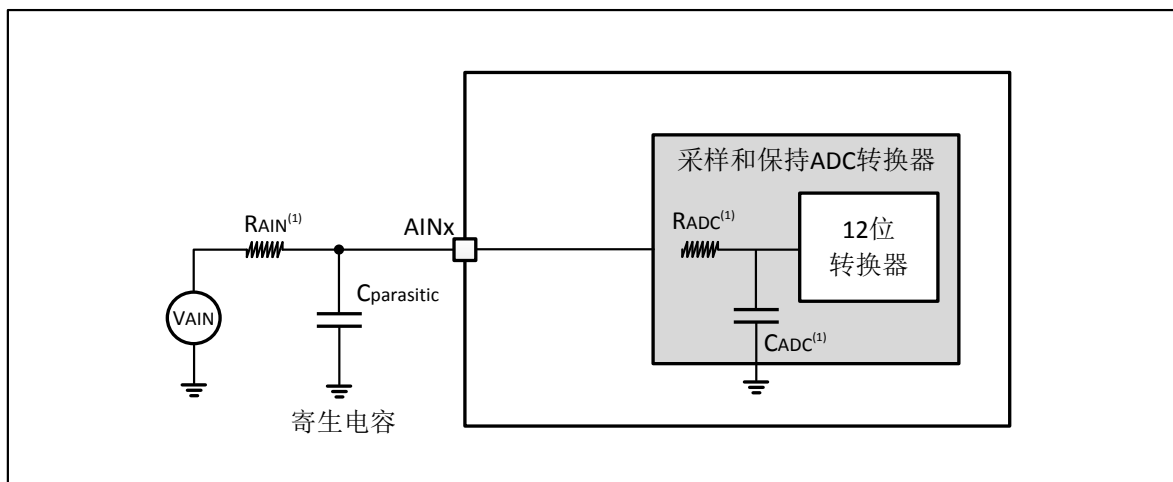 采样和保持ADC转换器
RAIN(1)
AINx
RADC(1)
12位
转换器
VAIN
Cparasitic
CADC(1)
寄生电容